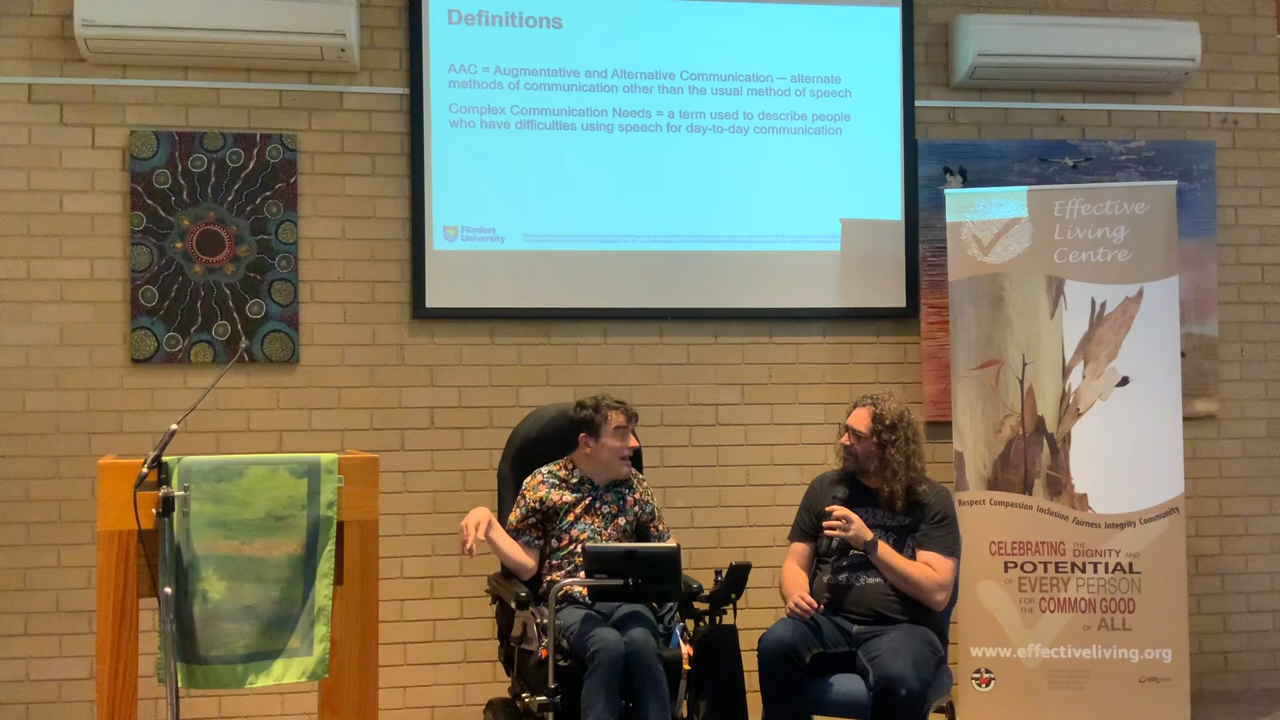 Definitions
AAC = Augmentative and Alternative Communication — alternate
methods of communication other than the usual method of speech
Complex Communication Needs = a term used to describe people
who have difficulties using speech for day-to-day communication
Flinders
University
Effective
Living
Centre
Respect Compassion Inclusion Fairness Integrity Community
CELEBRATING THE DIGNITY AND
POTENTIAL
OF EVERY PERSON
FOR THE COMMON GOOD
OF ALL
www.effectiveliving.org